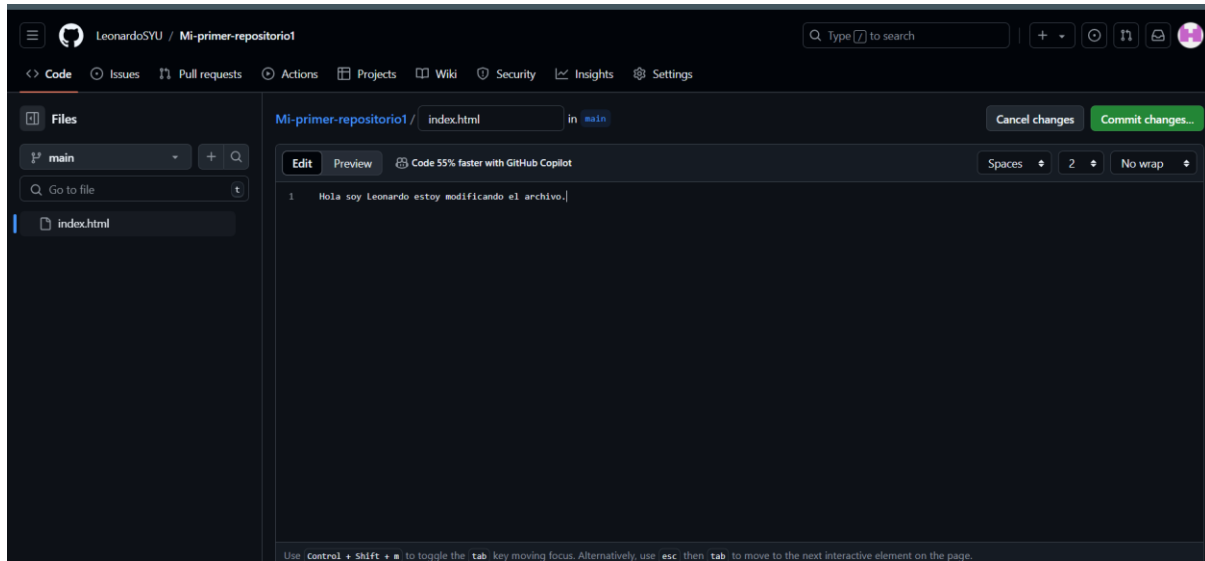 LeonardoSYU / Mi-primer-repositorio1
Type / to search
<> Code Issues Pull requests Actions Projects Wiki Security Insights Settings
Files
main
Go to file t
index.html
Mi-primer-repositorio1 / index.html in main
Cancel changes Commit changes...
Edit Preview Code 55% faster with GitHub Copilot
Spaces 2 No wrap
1 Hola soy Leonardo estoy modificando el archivo.
Use Control + Shift + m to toggle the tab key moving focus. Alternatively, use esc then tab to move to the next interactive element on the page.